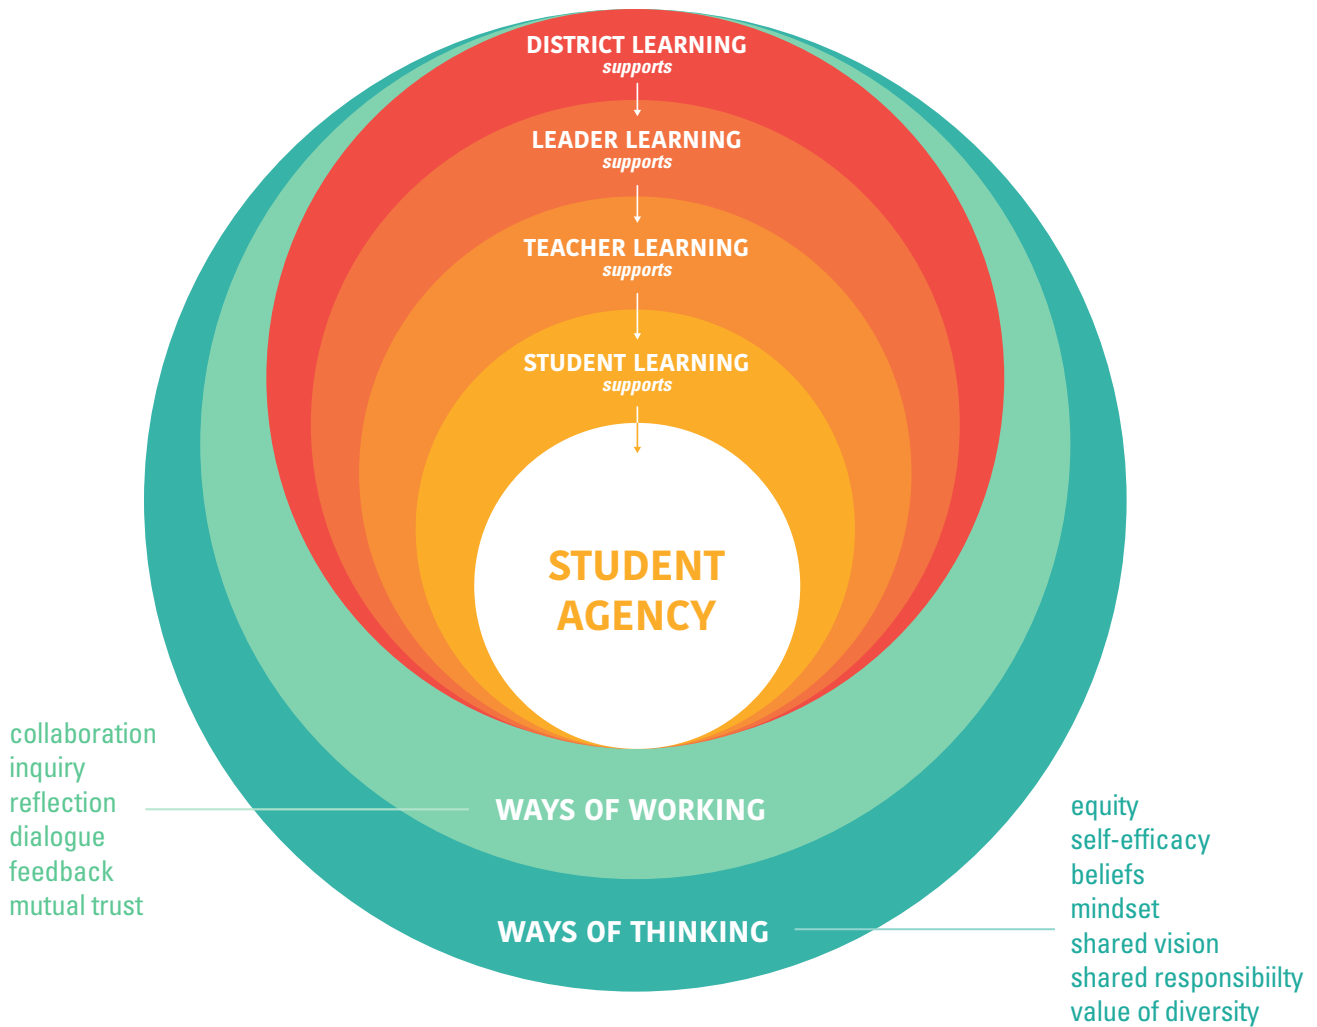 DISTRICT LEARNING
supports
LEADER LEARNING
supports
TEACHER LEARNING
supports
STUDENT LEARNING
supports
STUDENT
AGENCY
WAYS OF WORKING
collaboration
inquiry
reflection
dialogue
feedback
mutual trust
WAYS OF THINKING
equity
self-efficacy
beliefs
mindset
shared vision
shared responsibiilty
value of diversity